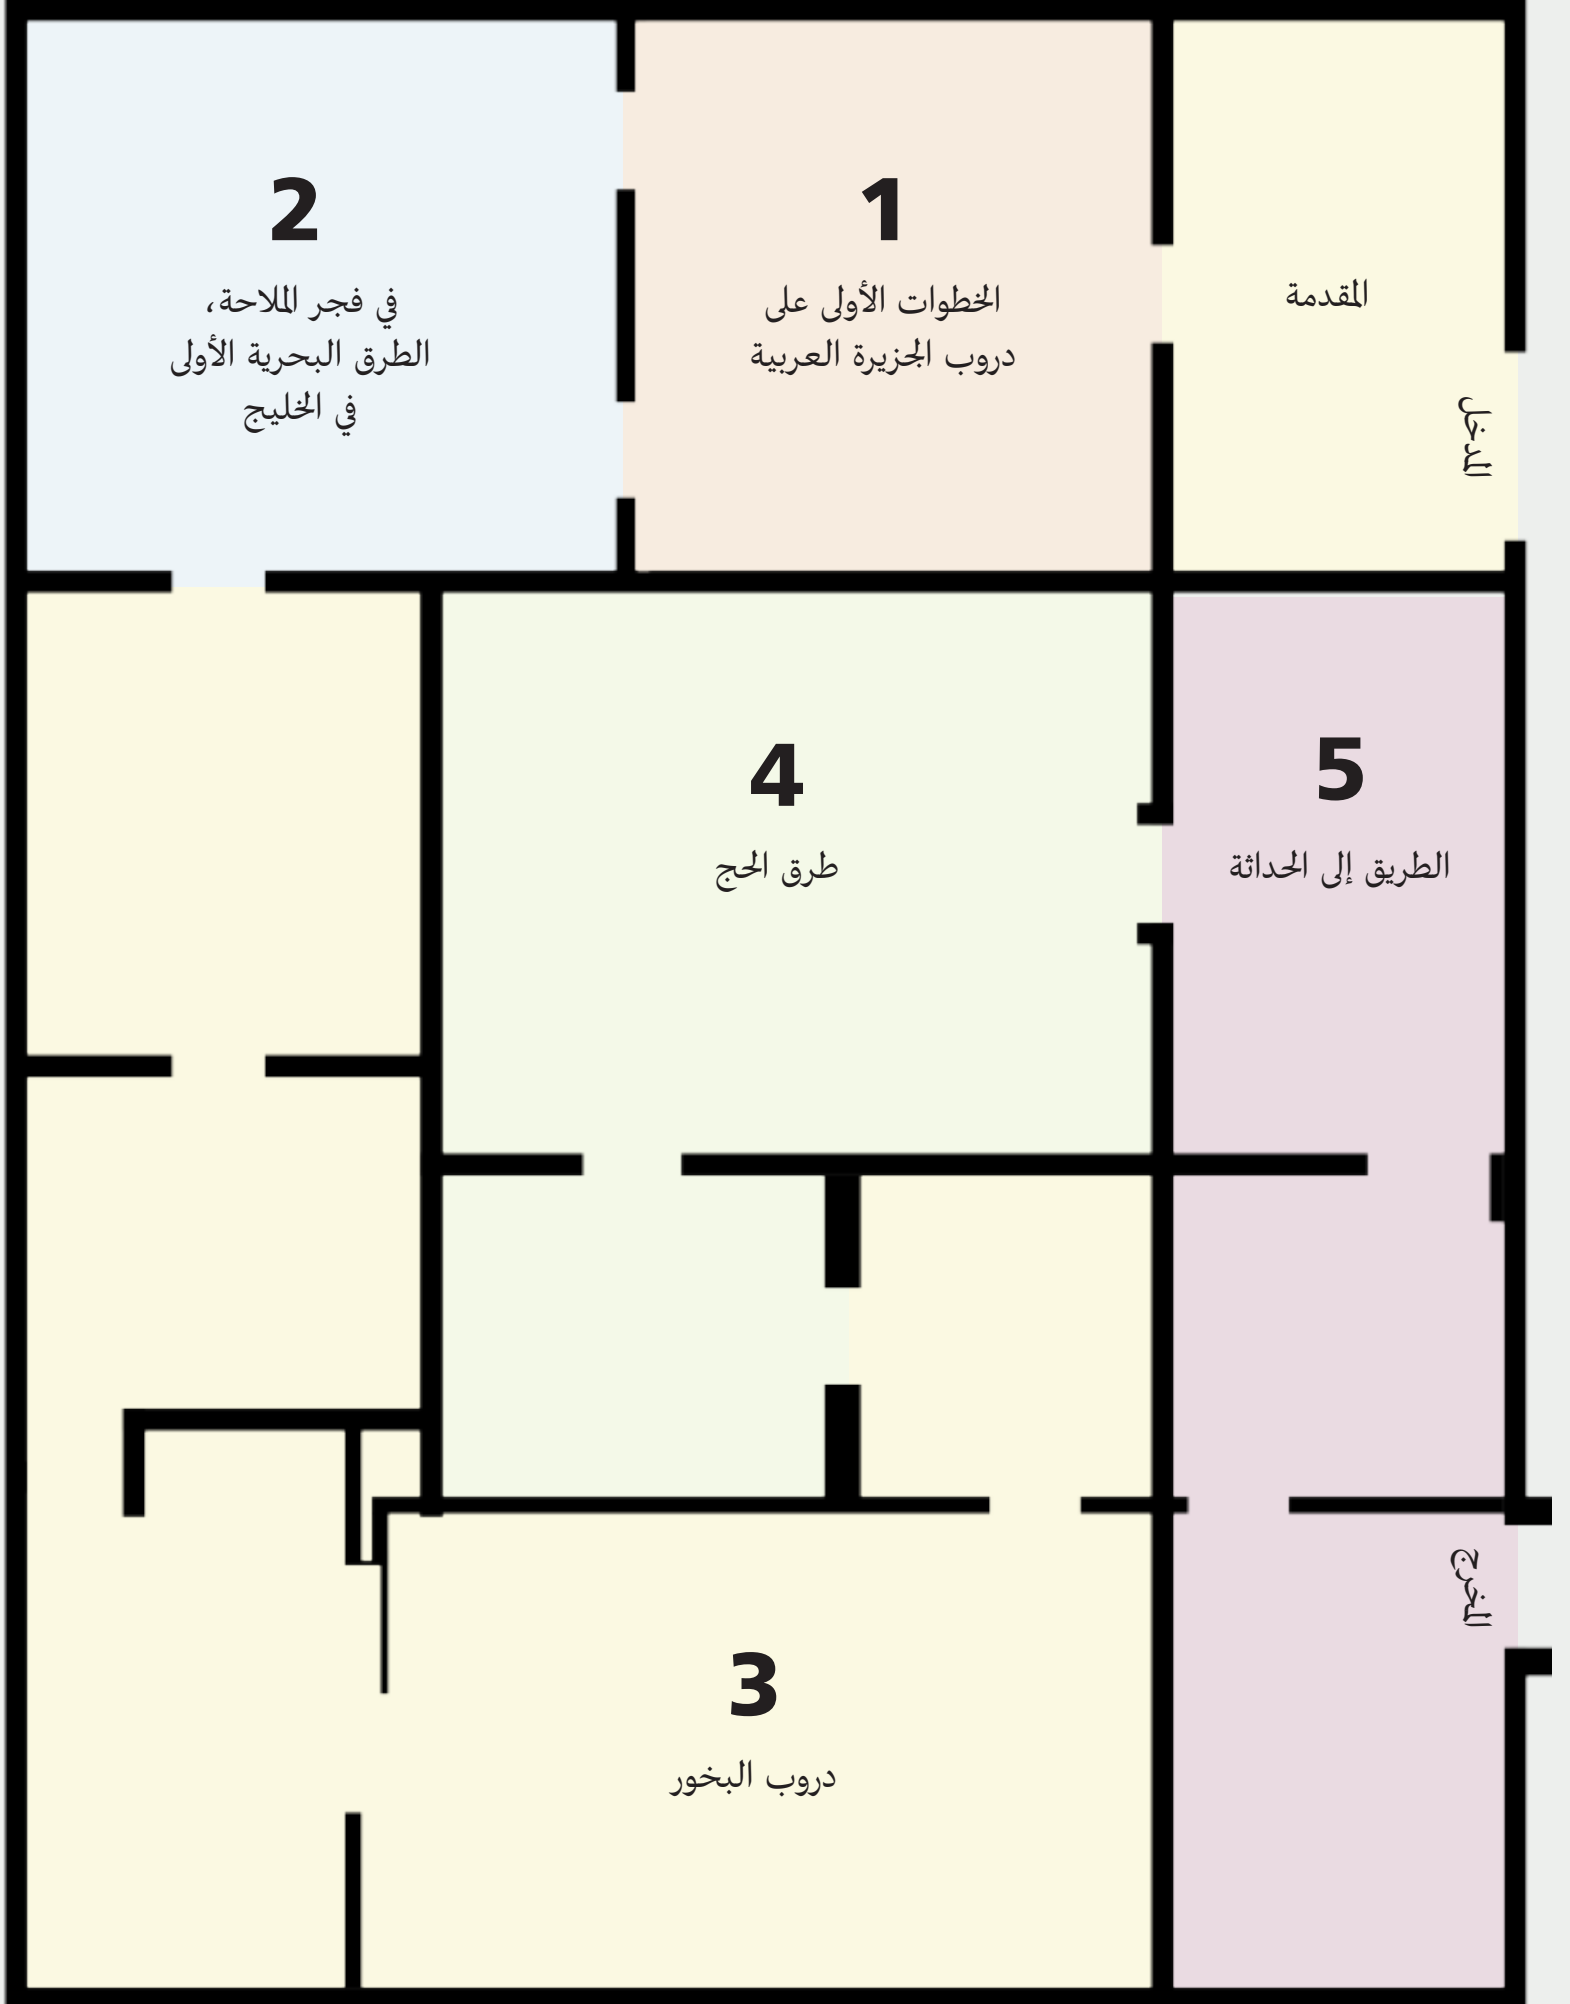 المقدمة
المدخل
1
الخطوات الأولى على
دروب الجزيرة العربية
2
في فجر الملاحة،
الطرق البحرية الأولى
في الخليج
5
الطريق إلى الحداثة
4
طرق الحج
المخرج
3
دروب البخور